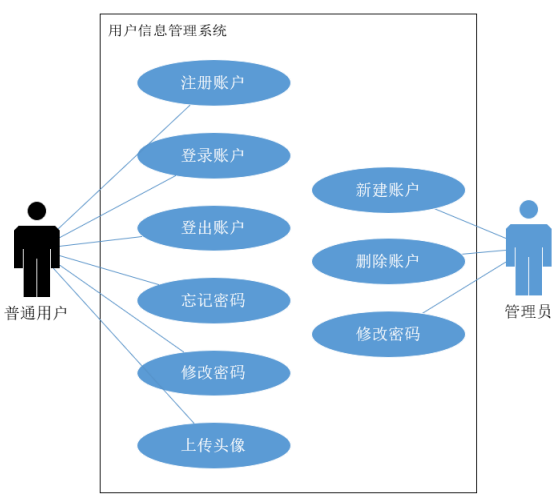 用户信息管理系统
注册账户
登录账户
登出账户
忘记密码
修改密码
上传头像
新建账户
删除账户
修改密码
普通用户
管理员